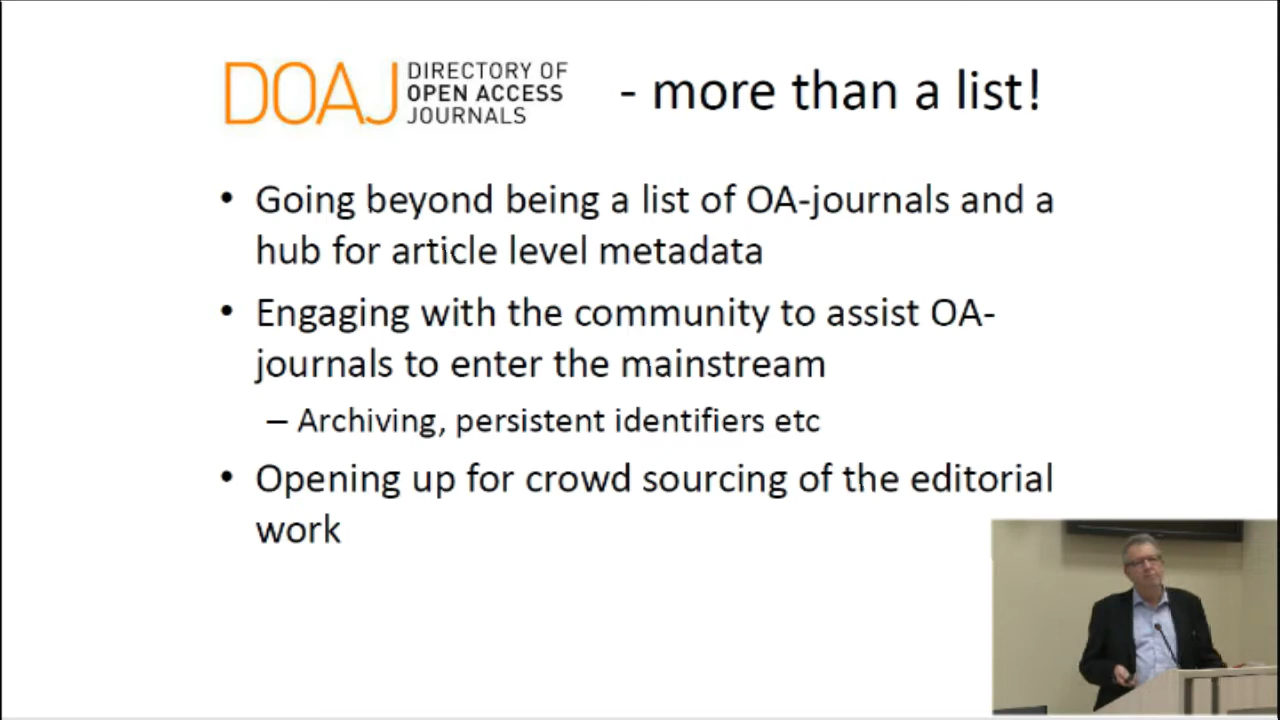 DOAJ DIRECTORY OF
OPEN ACCESS
JOURNALS
- more than a list!
• Going beyond being a list of OA-journals and a
hub for article level metadata
• Engaging with the community to assist OA-
journals to enter the mainstream
– Archiving, persistent identifiers etc
• Opening up for crowd sourcing of the editorial
work